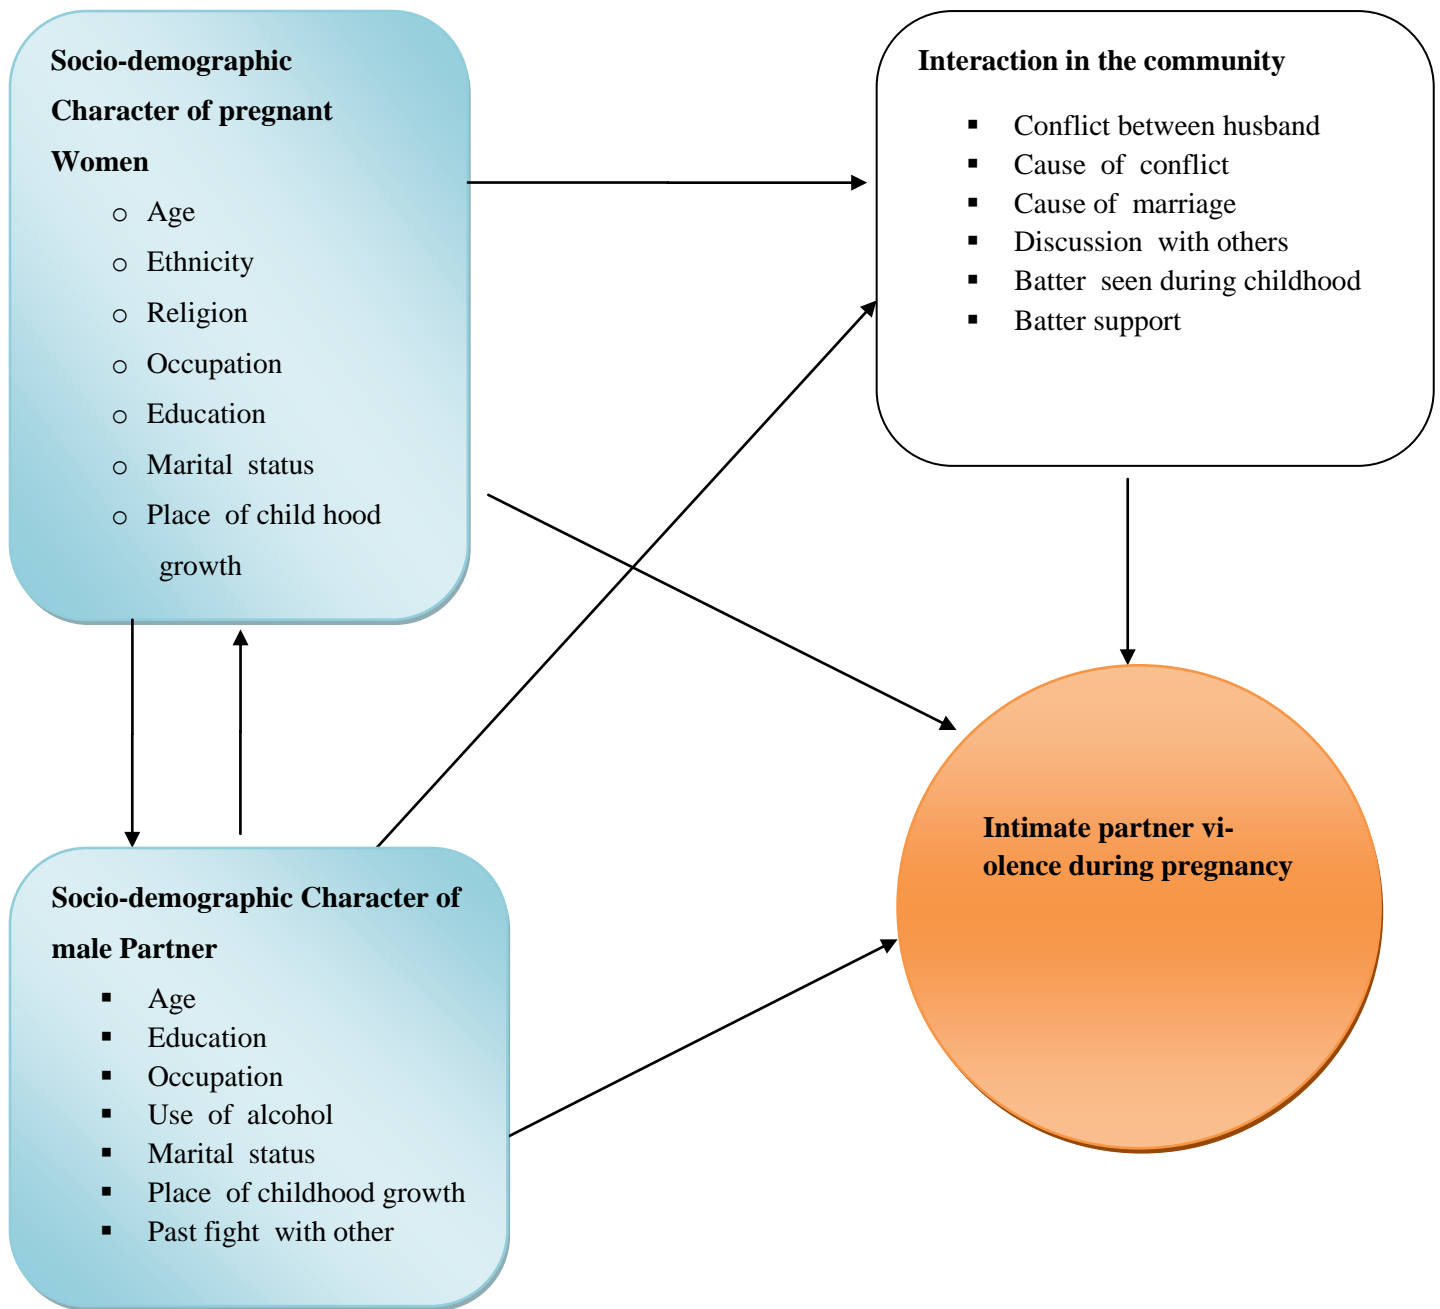 Socio-demographic
Character of pregnant
Women
o Age
o Ethnicity
o Religion
o Occupation
o Education
o Marital status
o Place of child hood
growth
Interaction in the community
▪ Conflict between husband
▪ Cause of conflict
▪ Cause of marriage
▪ Discussion with others
▪ Batter seen during childhood
▪ Batter support
Socio-demographic Character of
male Partner
▪ Age
▪ Education
▪ Occupation
▪ Use of alcohol
▪ Marital status
▪ Place of childhood growth
▪ Past fight with other
Intimate partner vi-
olence during pregnancy